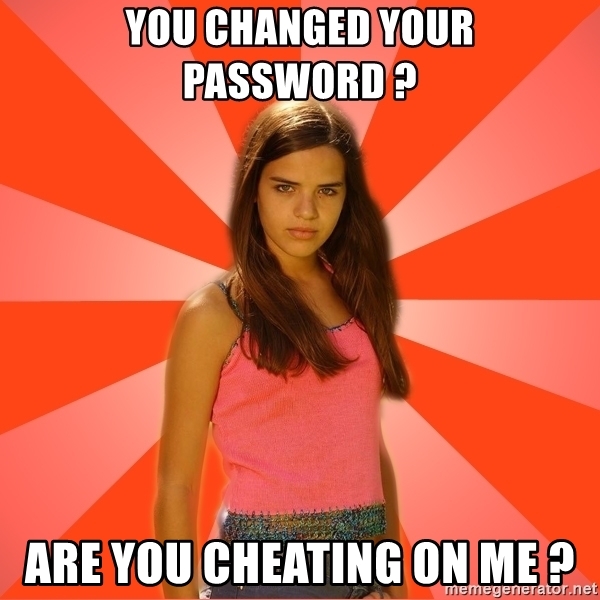 YOU CHANGED YOUR
PASSWORD ?
ARE YOU CHEATING ON ME ?
memegenerator.net